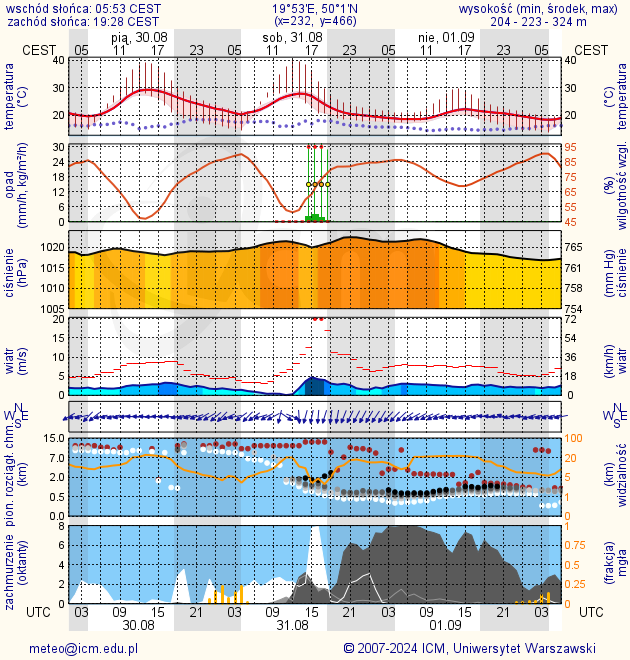 wschód słońca: 05:53 CEST
19°53'E, 50°1'N
wysokość (min, środek, max)
zachód słońca: 19:28 CEST
(x=232, y=466)
204 - 223 - 324 m
pią, 30.08
sob, 31.08
nie, 01.09
CEST
05 11 17 23 05 11 17 23 05 11 17 23 05
CEST
temperatura
(°C)
40
30
20
40
30
20
(°C)
temperatura
opad
(mm/h, kg/m²/h)
30
24
18
12
6
0
95
85
75
65
55
45
(%)
wilgotność wzgl.
ciśnienie
(hPa)
1020
1015
1010
1005
765
761
758
754
(mm Hg)
ciśnienie
wiatr
(m/s)
20
15
10
5
0
72
54
36
18
0
(km/h)
wiatr
N
W E
S
N
W E
S
pion. rozciągł. chm.
(km)
15.0
7.0
2.0
0.5
0.0
100
20
5
1
0
(km)
widzialność
zachmurzenie
(oktanty)
8
6
4
2
0
1
0.75
0.5
0.25
0
(frakcja)
mgła
UTC
03 09 15 21 03 09 15 21 03 09 15 21 03
UTC
30.08
31.08
01.09
meteo@icm.edu.pl
© 2007-2024 ICM, Uniwersytet Warszawski